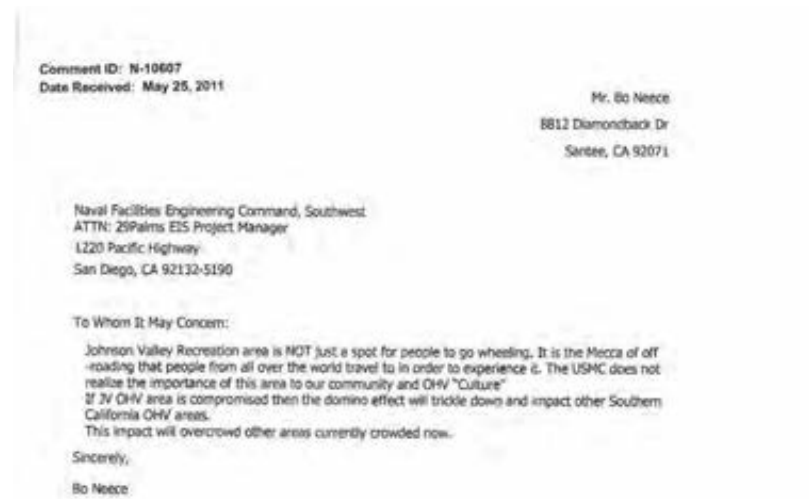 Comment ID: N-10607
Date Received: May 25, 2011
Mr. Bo Neece
8812 Diamondback Dr
Santee, CA 92071
Naval Facilities Engineering Command, Southwest
ATTN: 29Palms EIS Project Manager
1220 Pacific Highway
San Diego, CA 92132-5190
To Whom It May Concern:
Johnson Valley Recreation area is NOT just a spot for people to go wheeling. It is the Mecca of off
-roading that people from all over the world travel to in order to experience it. The USMC does not
realize the importance of this area to our community and OHV "Culture"
If JV OHV area is compromised then the domino effect will trickle down and impact other Southern
California OHV areas.
This impact will overcrowd other areas currently crowded now.
Sincerely,
Bo Neece